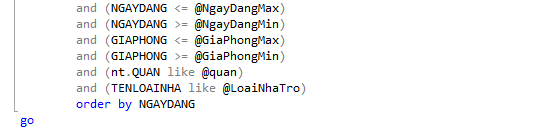 and (NGAYDANG <= @NgayDangMax)
and (NGAYDANG >= @NgayDangMin)
and (GIAPHONG <= @GiaPhongMax)
and (GIAPHONG >= @GiaPhongMin)
and (nt.QUAN like @quan)
and (TENLOAINHA like @LoaiNhaTro)
order by NGAYDANG
go